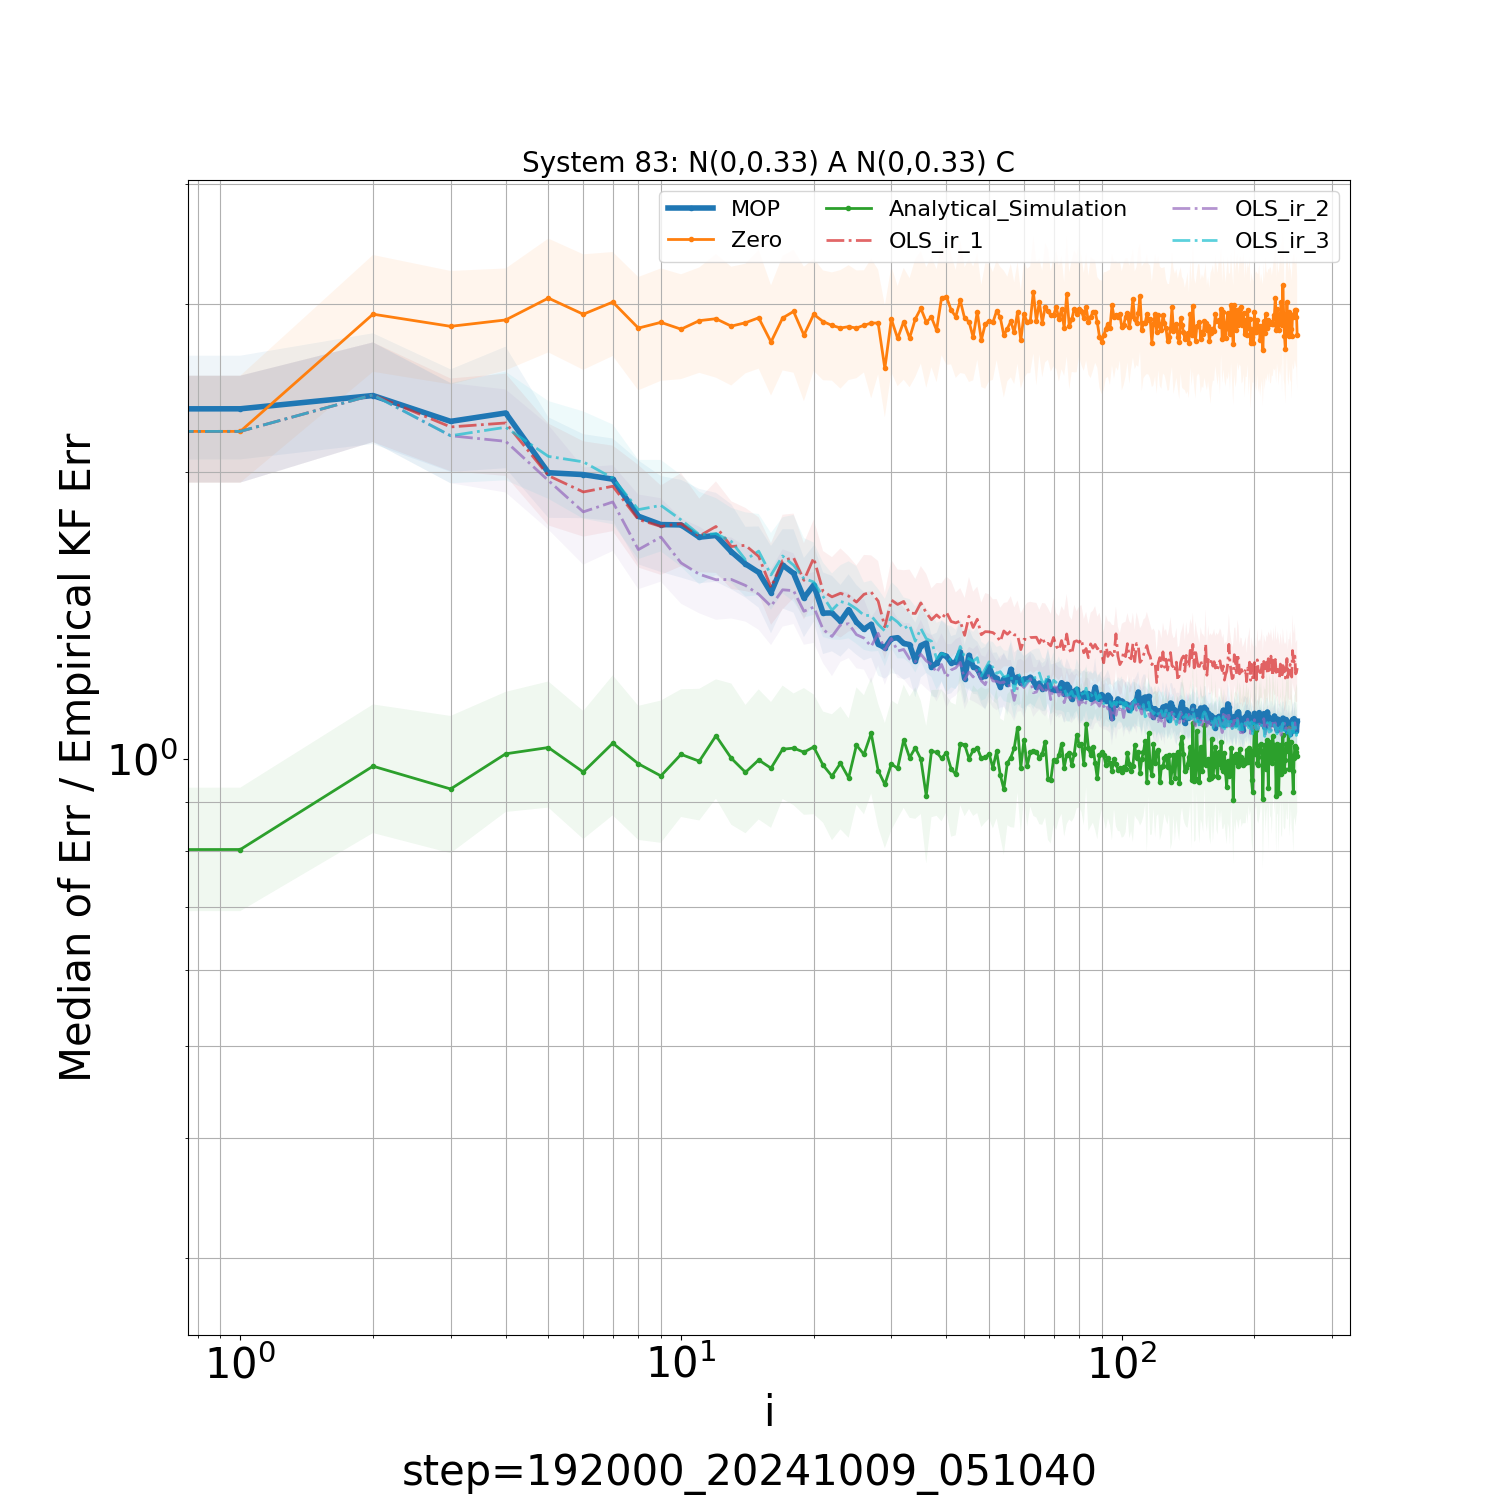 System 83: N(0,0.33) A N(0,0.33) C
MOP
Zero
Analytical_Simulation
OLS_ir_1
OLS_ir_2
OLS_ir_3
Median of Err / Empirical KF Err
10⁰
10⁰ 10¹ 10²
i
step=192000_20241009_051040